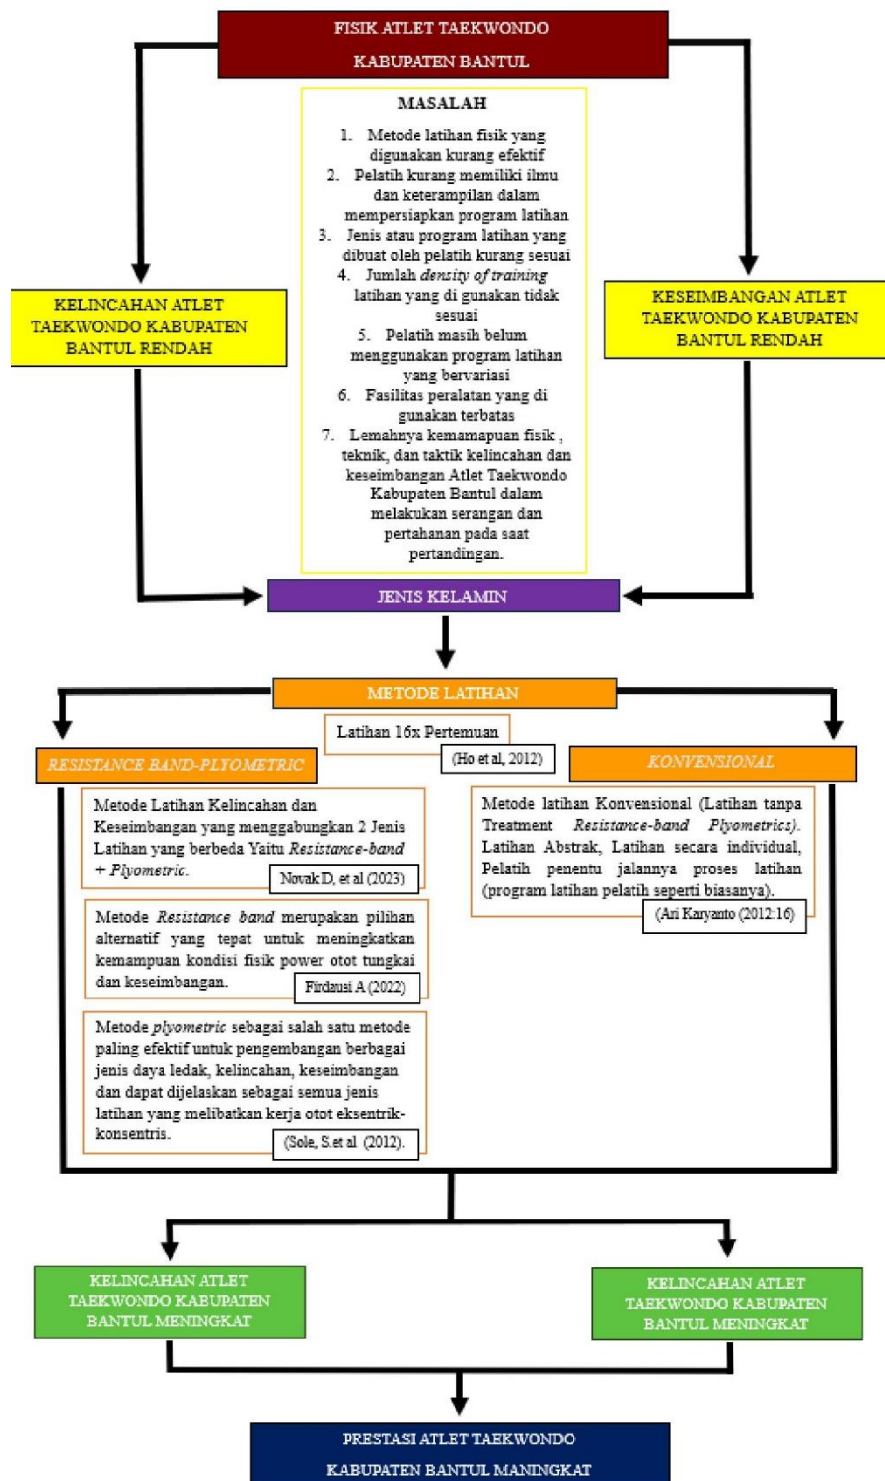 FISIK ATLET TAEKWONDO
KABUPATEN BANTUL
MASALAH
1. Metode latihan fisik yang
digunakan kurang efektif
2. Pelatih kurang memiliki ilmu
dan keterampilan dalam
mempersiapkan program latihan
3. Jenis atau program latihan yang
dibuat oleh pelatih kurang sesuai
4. Jumlah density of training
latihan yang di gunakan tidak
sesuai
5. Pelatih masih belum
menggunakan program latihan
yang bervariasi
6. Fasilitas peralatan yang di
gunakan terbatas
7. Lemahnya kemamapuan fisik ,
teknik, dan taktik kelincahan dan
keseimbangan Atlet Taekwondo
Kabupaten Bantul dalam
melakukan serangan dan
pertahanan pada saat
pertandingan.
KELINCAHAN ATLET
TAEKWONDO KABUPATEN
BANTUL RENDAH
KESEIMBANGAN ATLET
TAEKWONDO KABUPATEN
BANTUL RENDAH
JENIS KELAMIN
METODE LATIHAN
Latihan 16x Pertemuan
(Ho et al, 2012)
RESISTANCE BAND-PLYOMETRIC
Metode Latihan Kelincahan dan
Keseimbangan yang menggabungkan 2 Jenis
Latihan yang berbeda Yaitu Resistance-band
+ Plyometric.
Novak D, et al (2023)
Metode Resistance band merupakan pilihan
alternatif yang tepat untuk meningkatkan
kemampuan kondisi fisik power otot tungkai
dan keseimbangan.
Firdausi A (2022)
Metode plyometric sebagai salah satu metode
paling efektif untuk pengembangan berbagai
jenis daya ledak, kelincahan, keseimbangan
dan dapat dijelaskan sebagai semua jenis
latihan yang melibatkan kerja otot eksentrik-
konsentris.
(Sole, S.et al (2012).
KONVENSIONAL
Metode latihan Konvensional (Latihan tanpa
Treatment Resistance-band Plyometrics).
Latihan Abstrak, Latihan secara individual,
Pelatih penentu jalannya proses latihan
(program latihan pelatih seperti biasanya).
(Ari Karyanto (2012:16)
KELINCAHAN ATLET
TAEKWONDO KABUPATEN
BANTUL MENINGKAT
KELINCAHAN ATLET
TAEKWONDO KABUPATEN
BANTUL MENINGKAT
PRESTASI ATLET TAEKWONDO
KABUPATEN BANTUL MANINGKAT